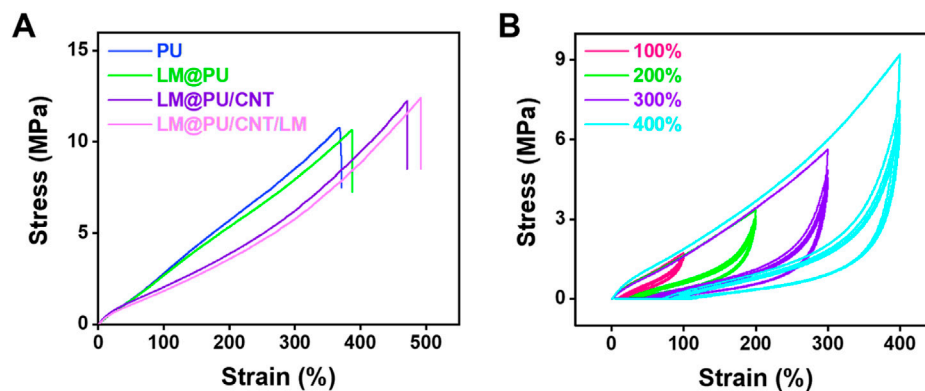 A
PU
LM@PU
LM@PU/CNT
LM@PU/CNT/LM
15
10
5
0
0 100 200 300 400 500
Stress (MPa)
Strain (%)
B
100%
200%
300%
400%
9
6
3
0
0 100 200 300 400
Stress (MPa)
Strain (%)